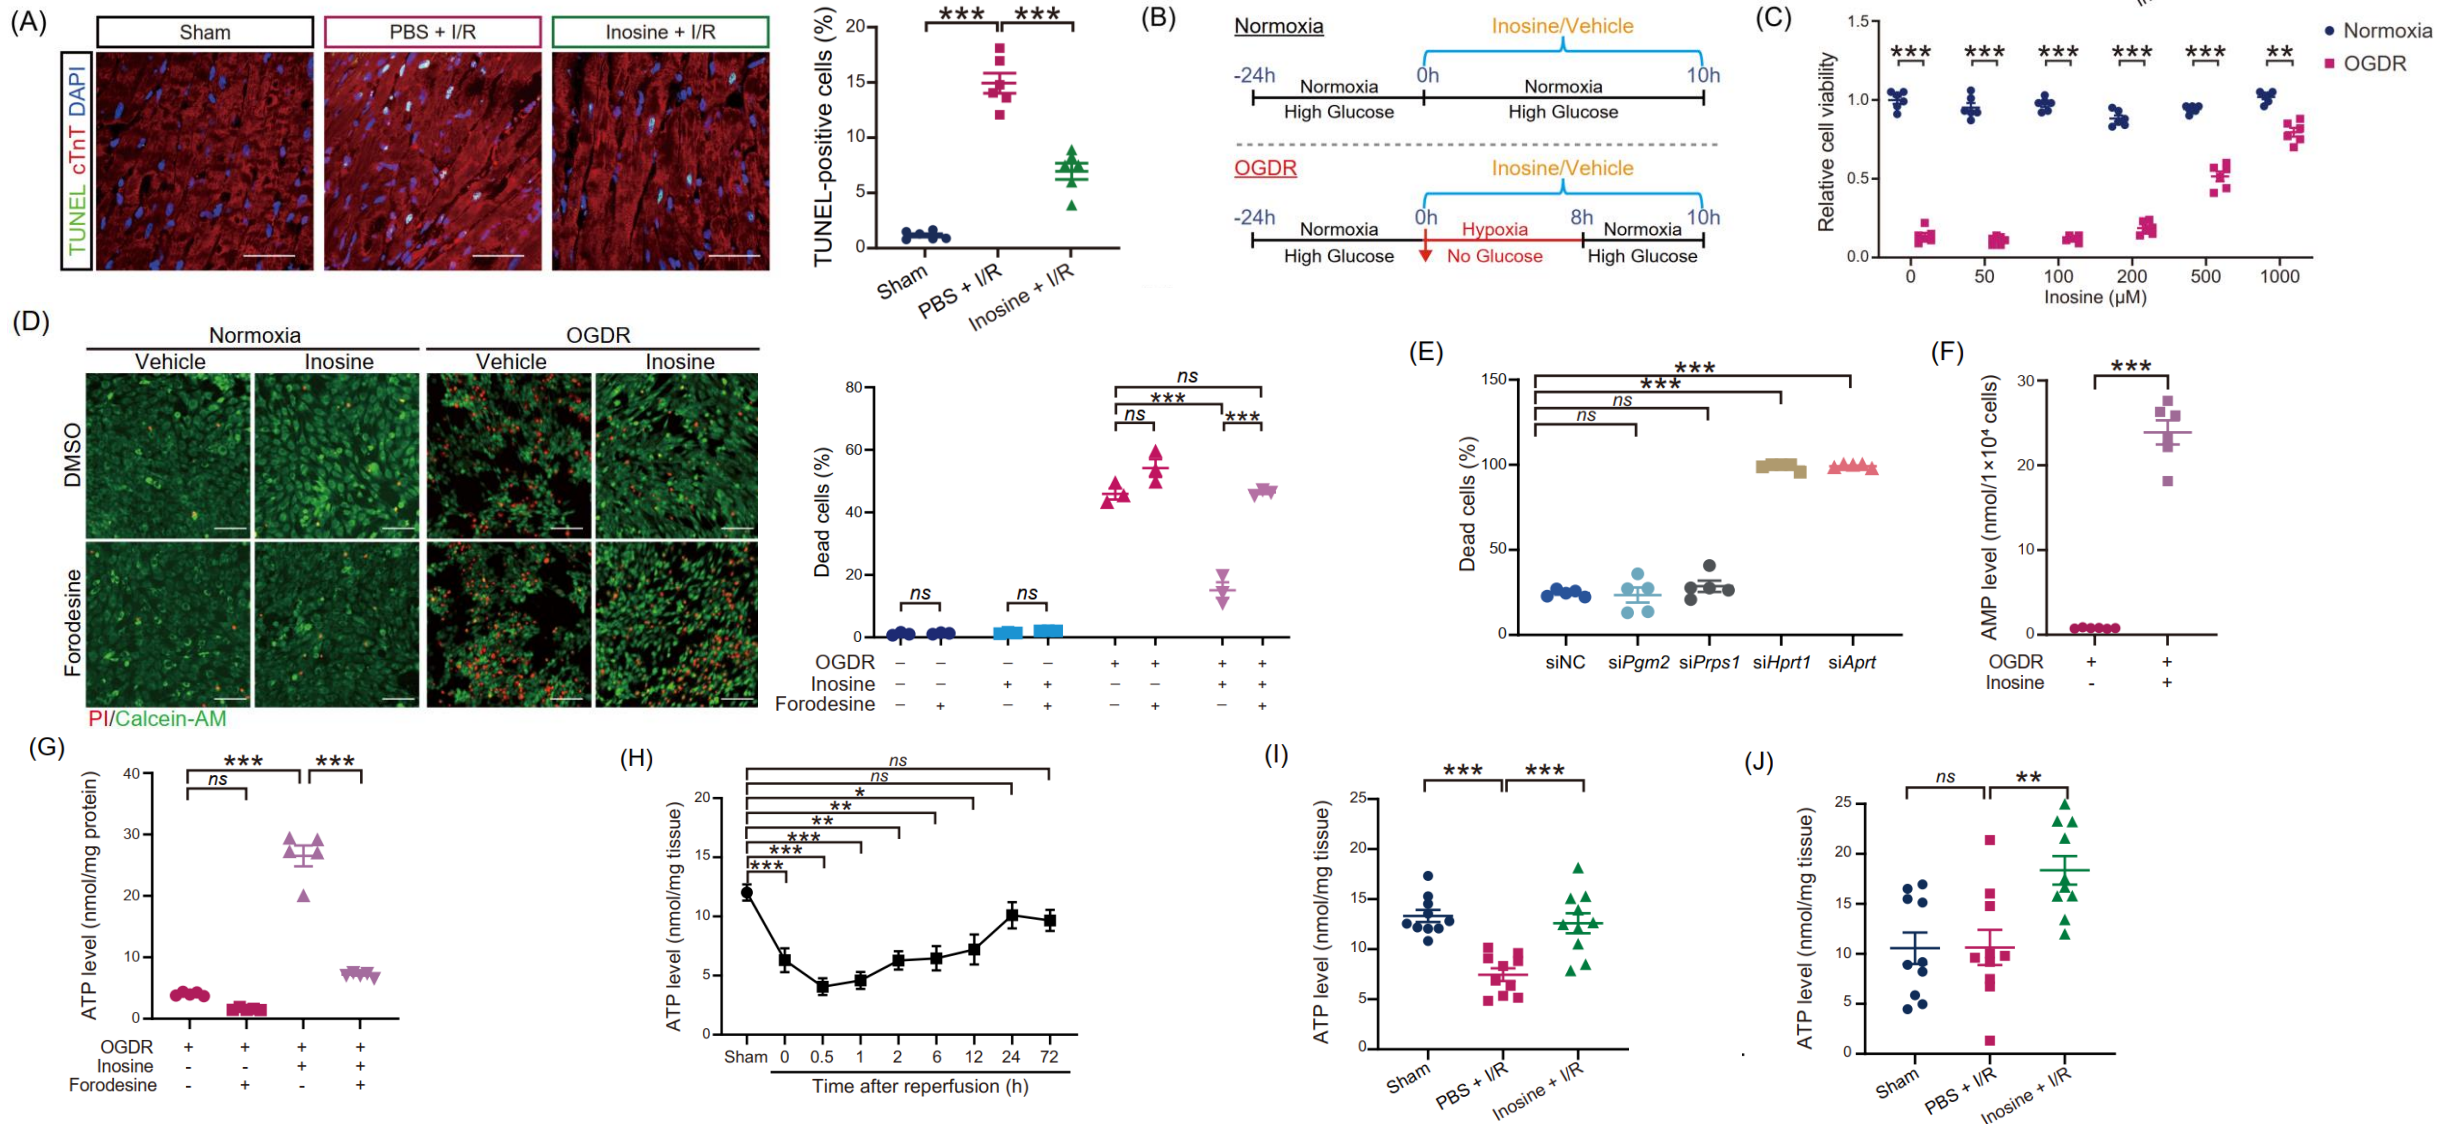 (A)
Sham
PBS + I/R
Inosine + I/R
TUNEL cTnT DAPI
TUNEL-positive cells (%)
20
15
10
5
0
***
***
Sham
PBS + I/R
Inosine + I/R
(B)
Normoxia
Inosine/Vehicle
-24h
0h
10h
Normoxia
Normoxia
High Glucose
High Glucose
OGDR
Inosine/Vehicle
-24h
0h
8h
10h
Normoxia
Hypoxia
Normoxia
High Glucose
No Glucose
High Glucose
(C)
Relative cell viability
1.5
1.0
0.5
0.0
*** *** *** *** *** **
0 50 100 200 500 1000
Inosine (µM)
Normoxia
OGDR
(D)
Normoxia
OGDR
Vehicle
Inosine
Vehicle
Inosine
DMSO
Forodesine
PI/Calcein-AM
Dead cells (%)
80
60
40
20
0
ns
ns
ns
***
ns
***
OGDR – – – – + + + +
Inosine – – + + – – + +
Forodesine – + – + – + – +
(E)
Dead cells (%)
150
100
50
0
***
***
ns
ns
siNC siPgm2 siPrps1 siHprt1 siAprt
(F)
AMP level (nmol/1×10⁴ cells)
30
20
10
0
***
OGDR + +
Inosine - +
(G)
ATP level (nmol/mg protein)
40
30
20
10
0
***
***
ns
OGDR + + + +
Inosine - - + +
Forodesine - + - +
(H)
ATP level (nmol/mg tissue)
20
15
10
5
0
ns
ns
*
**
**
***
***
***
Sham 0 0.5 1 2 6 12 24 72
Time after reperfusion (h)
(I)
ATP level (nmol/mg tissue)
25
20
15
10
5
0
***
***
Sham
PBS + I/R
Inosine + I/R
(J)
ATP level (nmol/mg tissue)
25
20
15
10
5
0
ns
**
Sham
PBS + I/R
Inosine + I/R